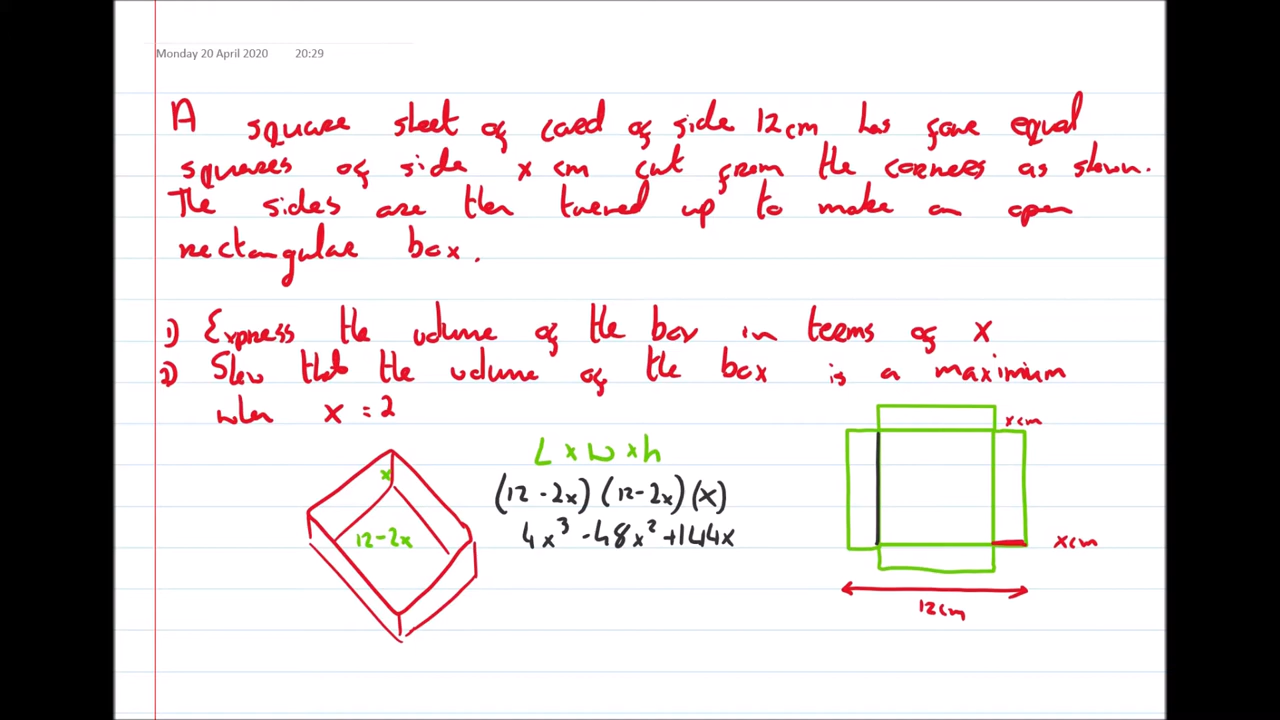 Monday 20 April 2020 20:29
A square sheet of card of side 12cm has four equal
squares of side x cm cut from the corners as shown.
The sides are then turned up to make an open
rectangular box.
1) Express the volume of the box in terms of x
2) Show that the volume of the box is a maximum
when x = 2
L x w x h
(12 - 2x) (12 - 2x) (x)
4x³ - 48x² + 144x
x
12 - 2x
x cm
x cm
12cm